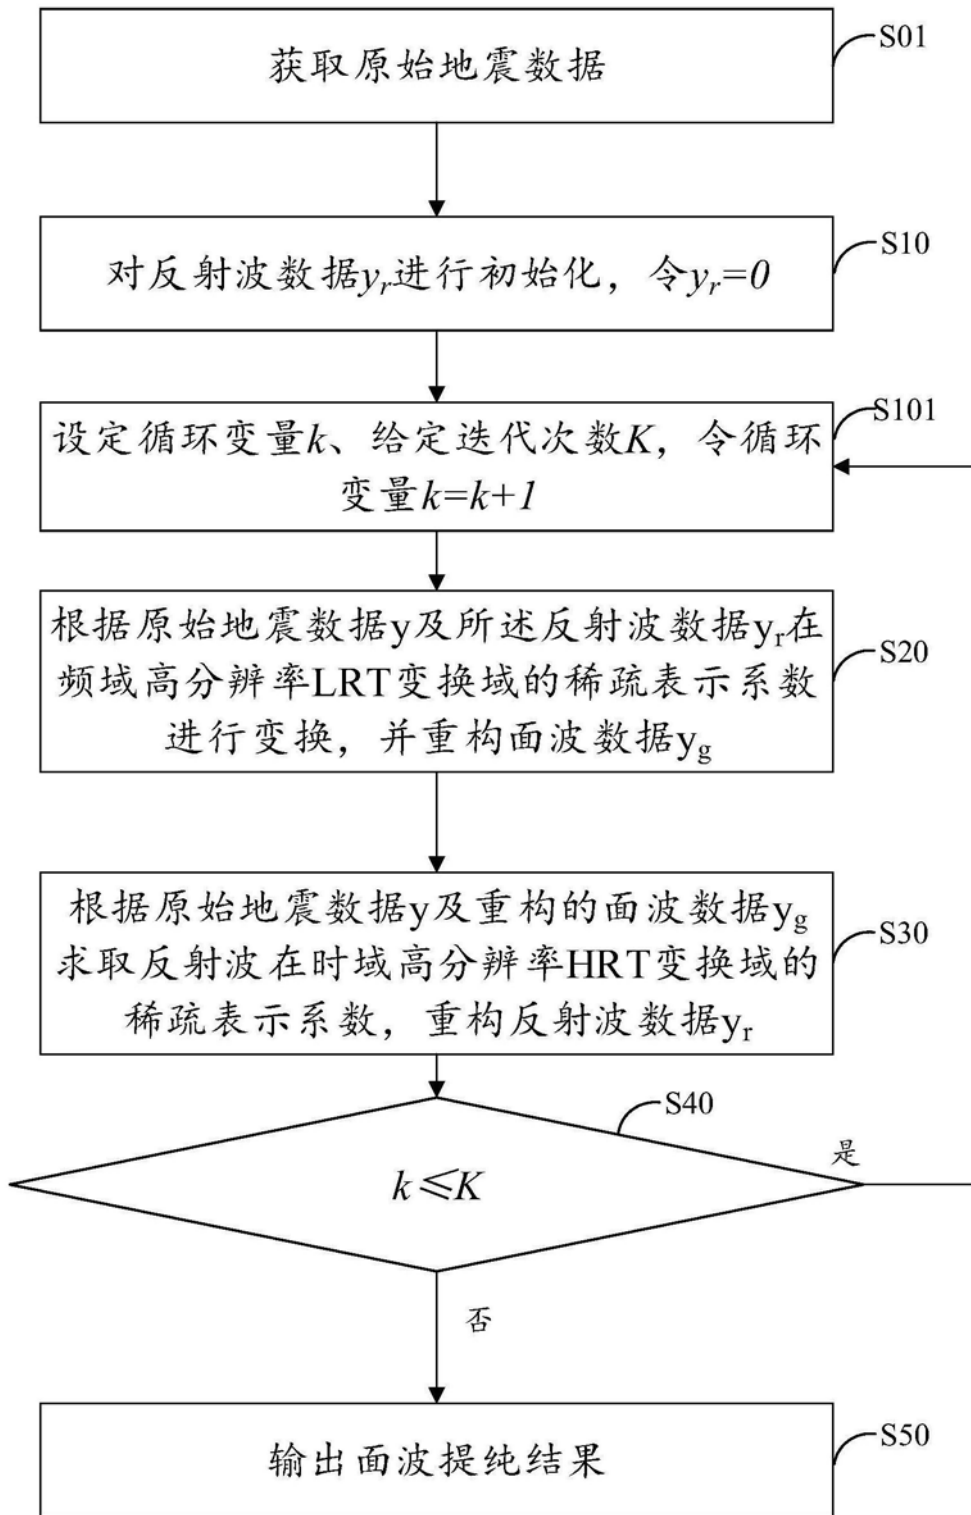 获取原始地震数据
S01
对反射波数据y_r进行初始化，令y_r=0
S10
设定循环变量k、给定迭代次数K，令循环
变量k=k+1
S101
根据原始地震数据y及所述反射波数据y_r在
频域高分辨率LRT变换域的稀疏表示系数
进行变换，并重构面波数据y_g
S20
根据原始地震数据y及重构的面波数据y_g
求取反射波在时域高分辨率HRT变换域的
稀疏表示系数，重构反射波数据y_r
S30
k≤K
S40
是
否
输出面波提纯结果
S50